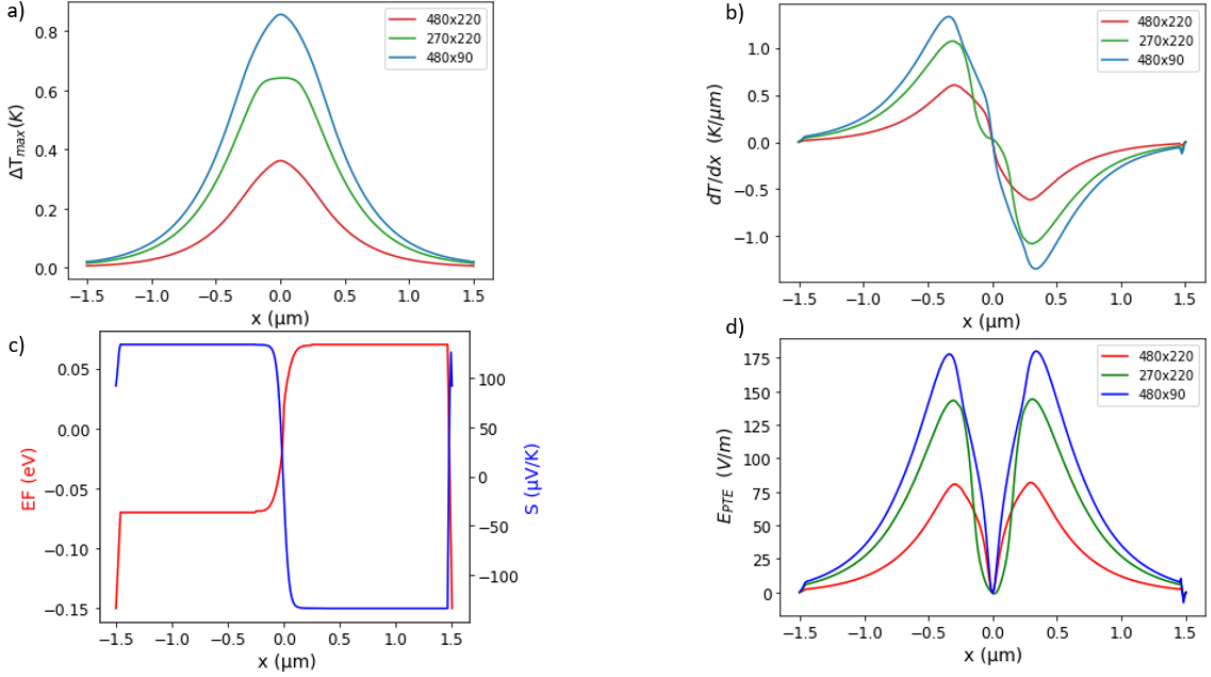 a)
ΔTmax(K)
0.8
0.6
0.4
0.2
0.0
480x220
270x220
480x90
−1.5 −1.0 −0.5 0.0 0.5 1.0 1.5
x (μm)
b)
dT/dx (K/μm)
1.0
0.5
0.0
−0.5
−1.0
480x220
270x220
480x90
−1.5 −1.0 −0.5 0.0 0.5 1.0 1.5
x (μm)
c)
EF (eV)
0.05
0.00
−0.05
−0.10
−0.15
100
50
0
−50
−100
S (μV/K)
−1.5 −1.0 −0.5 0.0 0.5 1.0 1.5
x (μm)
d)
EPTE (V/m)
175
150
125
100
75
50
25
0
480x220
270x220
480x90
−1.5 −1.0 −0.5 0.0 0.5 1.0 1.5
x (μm)